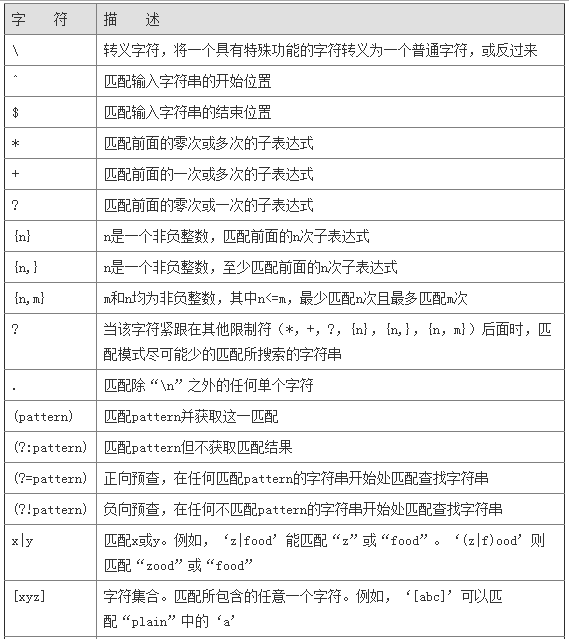 字 符 描 述
\ 转义字符，将一个具有特殊功能的字符转义为一个普通字符，或反过来
^ 匹配输入字符串的开始位置
$ 匹配输入字符串的结束位置
* 匹配前面的零次或多次的子表达式
+ 匹配前面的一次或多次的子表达式
? 匹配前面的零次或一次的子表达式
{n} n是一个非负整数，匹配前面的n次子表达式
{n,} n是一个非负整数，至少匹配前面的n次子表达式
{n,m} m和n均为非负整数，其中n<=m，最少匹配n次且最多匹配m次
? 当该字符紧跟在其他限制符（*，+，?，{n}，{n,}，{n，m}）后面时，匹
配模式尽可能少的匹配所搜索的字符串
. 匹配除“\n”之外的任何单个字符
(pattern) 匹配pattern并获取这一匹配
(?:pattern) 匹配pattern但不获取匹配结果
(?=pattern) 正向预查，在任何匹配pattern的字符串开始处匹配查找字符串
(?!pattern) 负向预查，在任何不匹配pattern的字符串开始处匹配查找字符串
x|y 匹配x或y。例如，‘z|food’能匹配“z”或“food”。‘(z|f)ood’则
匹配“zood”或“food”
[xyz] 字符集合。匹配所包含的任意一个字符。例如，‘[abc]’可以匹
配“plain”中的‘a’